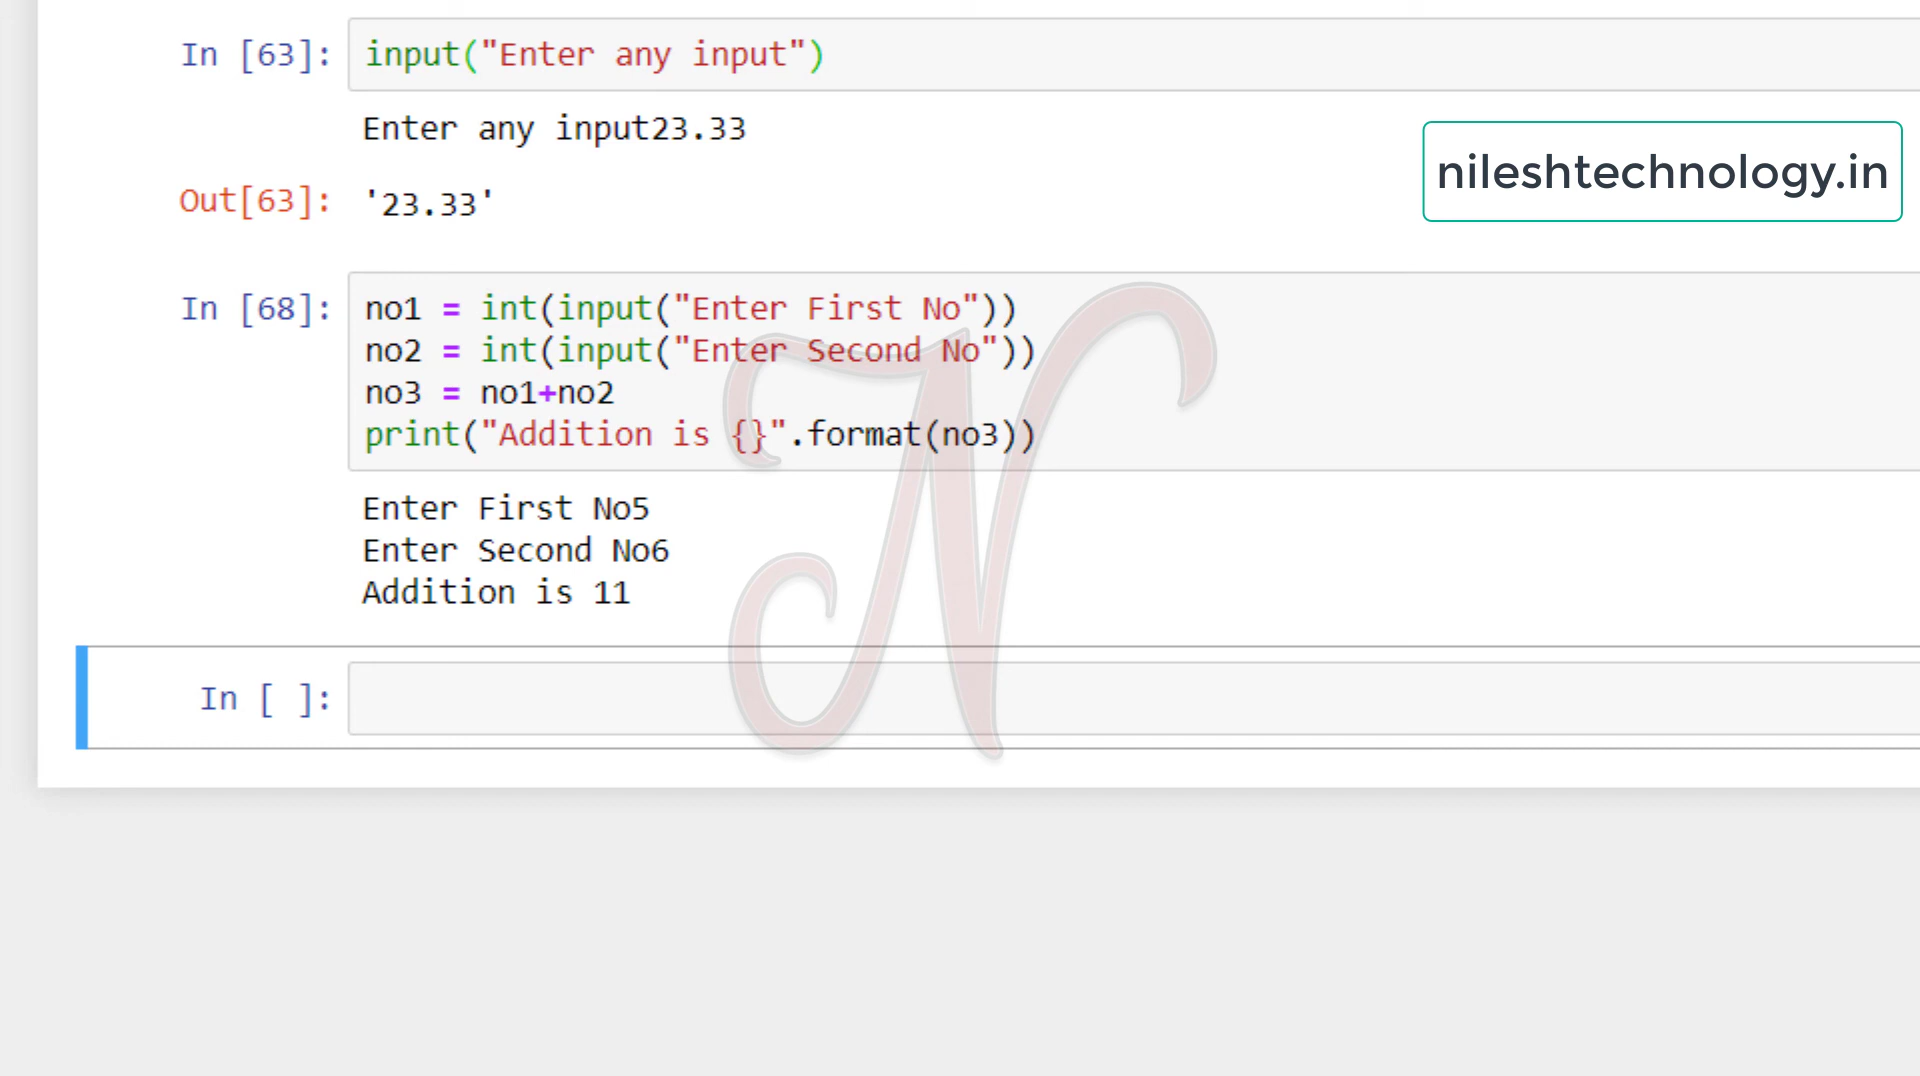 In [63]: input("Enter any input")
Enter any input23.33
nileshtechnology.in
Out[63]: '23.33'
In [68]: no1 = int(input("Enter First No"))
no2 = int(input("Enter Second No"))
no3 = no1+no2
print("Addition is {}".format(no3))
Enter First No5
Enter Second No6
Addition is 11
N
In [ ]: